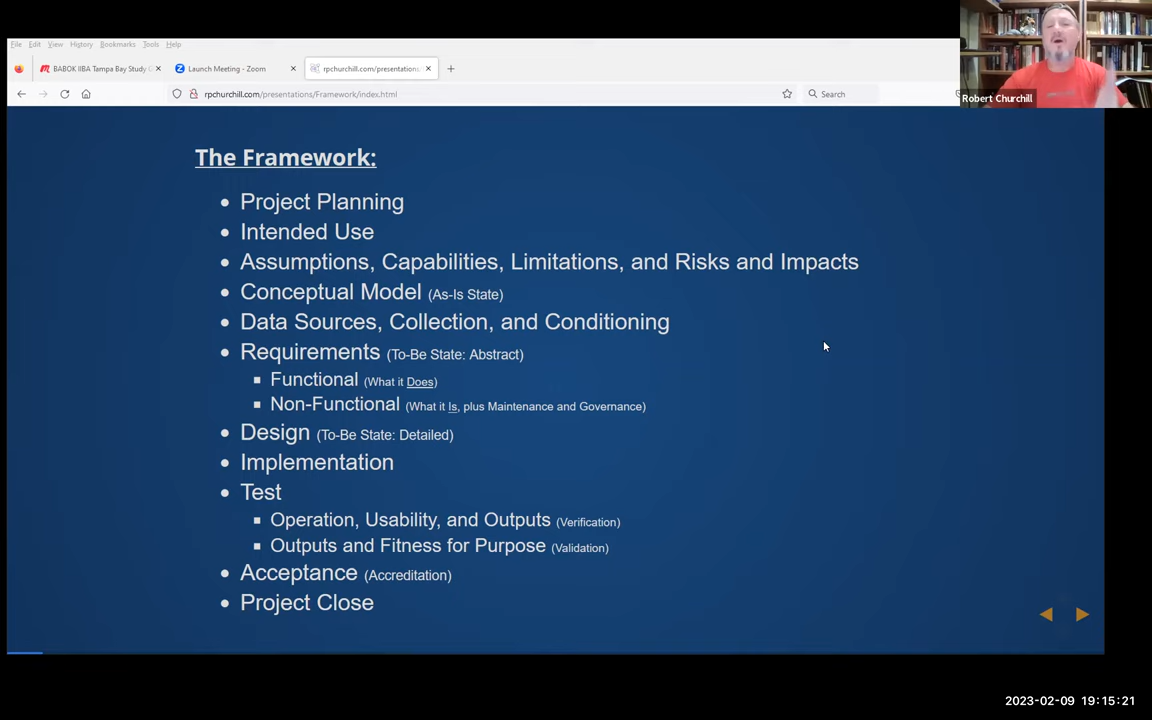 File Edit View History Bookmarks Tools Help
BABOK IIBA Tampa Bay Study G
Launch Meeting - Zoom
rpchurchill.com/presentations
rpchurchill.com/presentations/Framework/index.html
Search
Robert Churchill
The Framework:
Project Planning
Intended Use
Assumptions, Capabilities, Limitations, and Risks and Impacts
Conceptual Model (As-Is State)
Data Sources, Collection, and Conditioning
Requirements (To-Be State: Abstract)
Functional (What it Does)
Non-Functional (What it Is, plus Maintenance and Governance)
Design (To-Be State: Detailed)
Implementation
Test
Operation, Usability, and Outputs (Verification)
Outputs and Fitness for Purpose (Validation)
Acceptance (Accreditation)
Project Close
2023-02-09 19:15:21